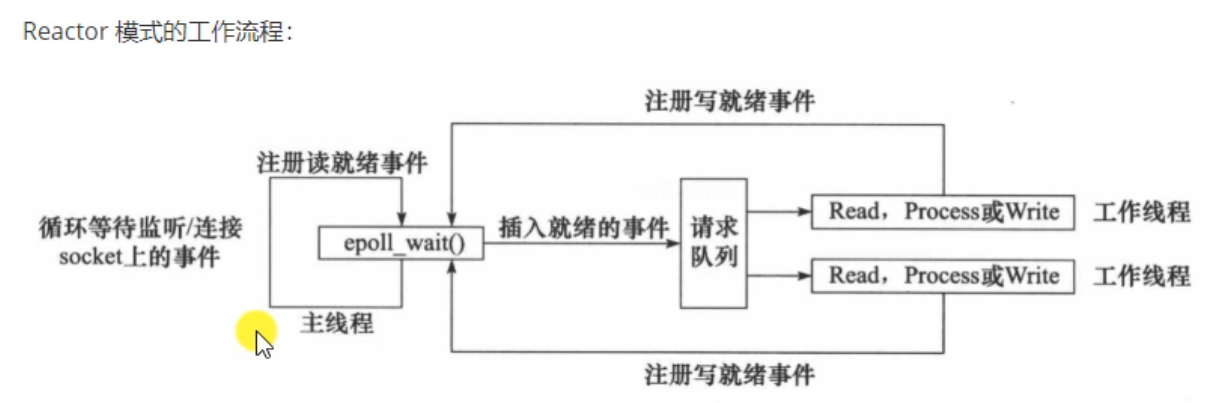 Reactor 模式的工作流程：
注册写就绪事件
注册读就绪事件
循环等待监听/连接
socket上的事件
epoll_wait()
插入就绪的事件
请求
队列
Read，Process或Write
工作线程
Read，Process或Write
工作线程
主线程
注册写就绪事件